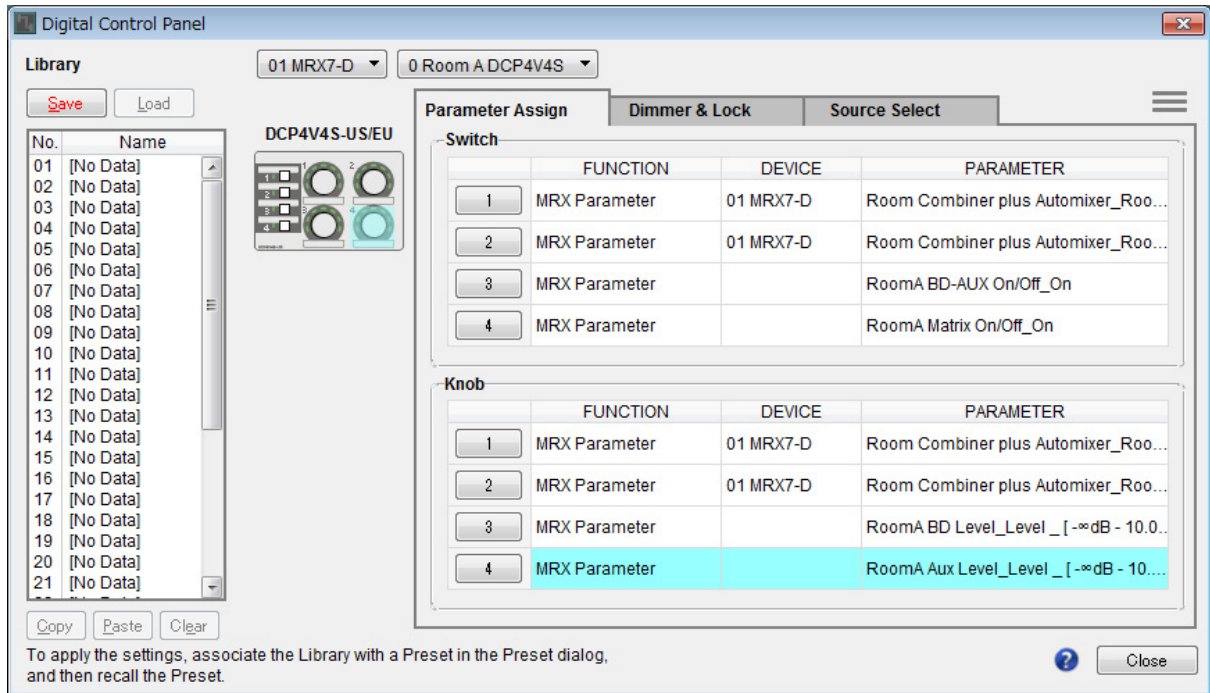 Digital Control Panel
Library
01 MRX7-D
0 Room A DCP4V4S
Save
Load
Parameter Assign
Dimmer & Lock
Source Select
No. Name
01 [No Data]
02 [No Data]
03 [No Data]
04 [No Data]
05 [No Data]
06 [No Data]
07 [No Data]
08 [No Data]
09 [No Data]
10 [No Data]
11 [No Data]
12 [No Data]
13 [No Data]
14 [No Data]
15 [No Data]
16 [No Data]
17 [No Data]
18 [No Data]
19 [No Data]
20 [No Data]
21 [No Data]
Copy
Paste
Clear
DCP4V4S-US/EU
1 2
1
2
3 3 4
4
Switch
FUNCTION DEVICE PARAMETER
1 MRX Parameter 01 MRX7-D Room Combiner plus Automixer_Roo...
2 MRX Parameter 01 MRX7-D Room Combiner plus Automixer_Roo...
3 MRX Parameter RoomA BD-AUX On/Off_On
4 MRX Parameter RoomA Matrix On/Off_On
Knob
FUNCTION DEVICE PARAMETER
1 MRX Parameter 01 MRX7-D Room Combiner plus Automixer_Roo...
2 MRX Parameter 01 MRX7-D Room Combiner plus Automixer_Roo...
3 MRX Parameter RoomA BD Level_Level _ [ -∞dB - 10.0...
4 MRX Parameter RoomA Aux Level_Level _ [ -∞dB - 10....
To apply the settings, associate the Library with a Preset in the Preset dialog,
and then recall the Preset.
?
Close